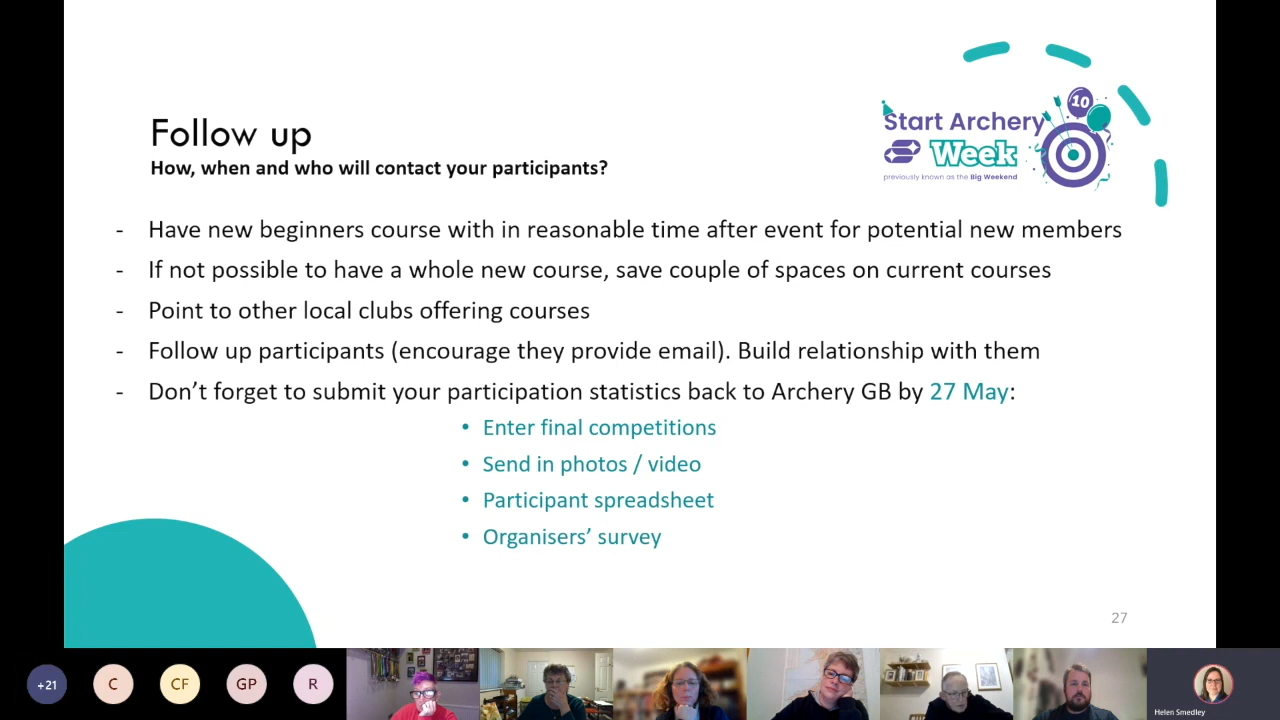 Follow up
How, when and who will contact your participants?
10
Start Archery
Week
previously known as the Big Weekend
- Have new beginners course with in reasonable time after event for potential new members
- If not possible to have a whole new course, save couple of spaces on current courses
- Point to other local clubs offering courses
- Follow up participants (encourage they provide email). Build relationship with them
- Don’t forget to submit your participation statistics back to Archery GB by 27 May:
• Enter final competitions
• Send in photos / video
• Participant spreadsheet
• Organisers’ survey
27
+21
C
CF
GP
R
Helen Smedley